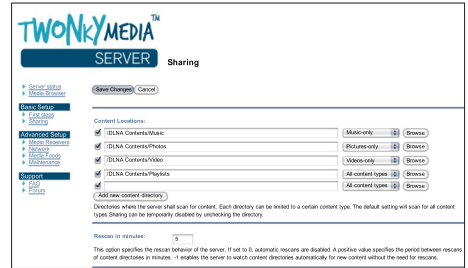 TWONKYMEDIA™
SERVER
Sharing
Server status
Media Browser
Save Changes Cancel
Basic Setup
First steps
Sharing
Advanced Setup
Media Receivers
Network
Media Feeds
Maintenance
Support
FAQ
Forum
Content Locations:
/DLNA Contents/Music Music-only Browse
/DLNA Contents/Photos Pictures-only Browse
/DLNA Contents/Video Videos-only Browse
/DLNA Contents/Playlists All content types Browse
All content types Browse
Add new content directory
Directories where the server shall scan for content. Each directory can be limited to a certain content type. The default setting will scan for all content
types.Sharing can be temporarily disabled by unchecking the directory.
Rescan in minutes: 5
This option specifies the rescan behavior of the server. If set to 0, automatic rescans are disabled. A positive value specifies the period between rescans
of content directories in minutes. -1 enables the server to watch content directories automatically for new content without the need for rescans.